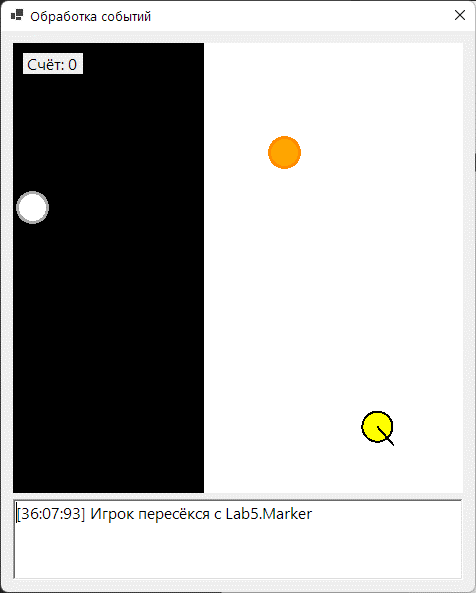 Обработка событий
Счёт: 0
[36:07:93] Игрок пересёкся с Lab5.Marker